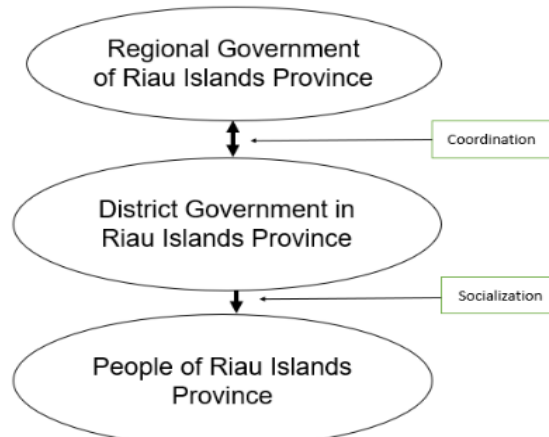 Regional Government
of Riau Islands Province
Coordination
District Government in
Riau Islands Province
Socialization
People of Riau Islands
Province